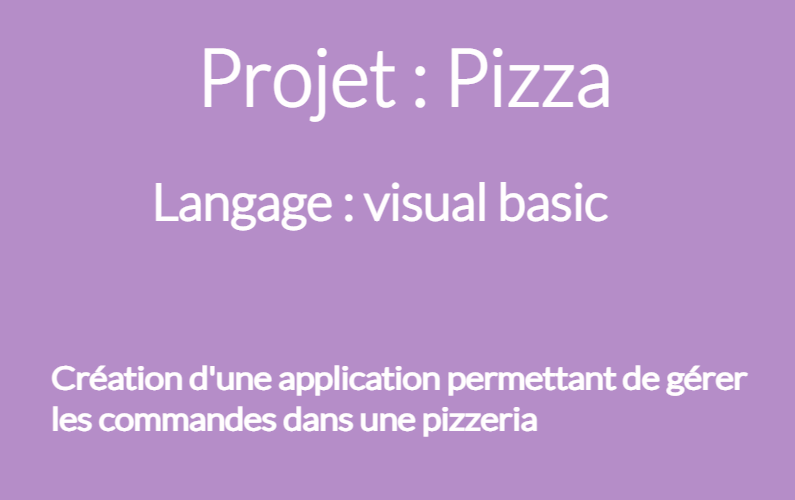 Projet : Pizza
Langage : visual basic
Création d'une application permettant de gérer
les commandes dans une pizzeria